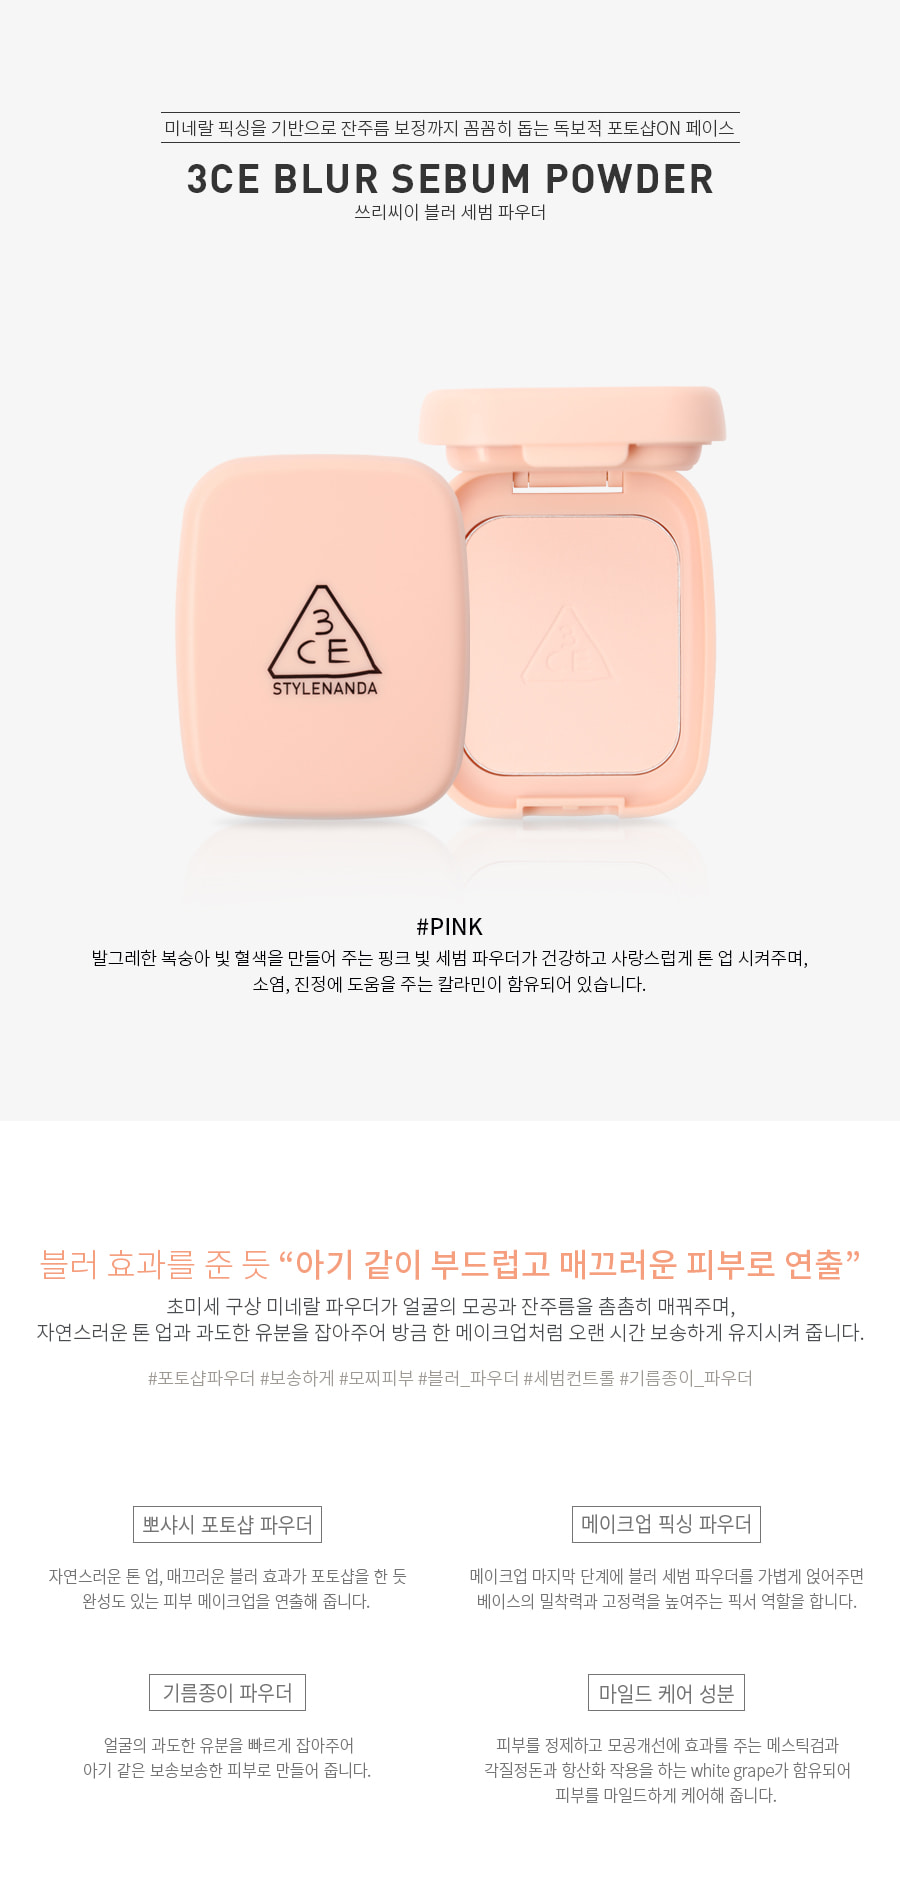 미네랄 픽싱을 기반으로 잔주름 보정까지 꼼꼼히 돕는 독보적 포토샵ON 페이스
3CE BLUR SEBUM POWDER
쓰리씨이 블러 세범 파우더
3
CE
STYLENANDA
3
CE
#PINK
발그레한 복숭아 빛 혈색을 만들어 주는 핑크 빛 세범 파우더가 건강하고 사랑스럽게 톤 업 시켜주며,
소염, 진정에 도움을 주는 칼라민이 함유되어 있습니다.
블러 효과를 준 듯 “아기 같이 부드럽고 매끄러운 피부로 연출”
초미세 구상 미네랄 파우더가 얼굴의 모공과 잔주름을 촘촘히 매꿔주며,
자연스러운 톤 업과 과도한 유분을 잡아주어 방금 한 메이크업처럼 오랜 시간 보송하게 유지시켜 줍니다.
#포토샵파우더 #보송하게 #모찌피부 #블러_파우더 #세범컨트롤 #기름종이_파우더
뽀샤시 포토샵 파우더
자연스러운 톤 업, 매끄러운 블러 효과가 포토샵을 한 듯
완성도 있는 피부 메이크업을 연출해 줍니다.
메이크업 픽싱 파우더
메이크업 마지막 단계에 블러 세범 파우더를 가볍게 얹어주면
베이스의 밀착력과 고정력을 높여주는 픽서 역할을 합니다.
기름종이 파우더
얼굴의 과도한 유분을 빠르게 잡아주어
아기 같은 보송보송한 피부로 만들어 줍니다.
마일드 케어 성분
피부를 정제하고 모공개선에 효과를 주는 메스틱검과
각질정돈과 항산화 작용을 하는 white grape가 함유되어
피부를 마일드하게 케어해 줍니다.